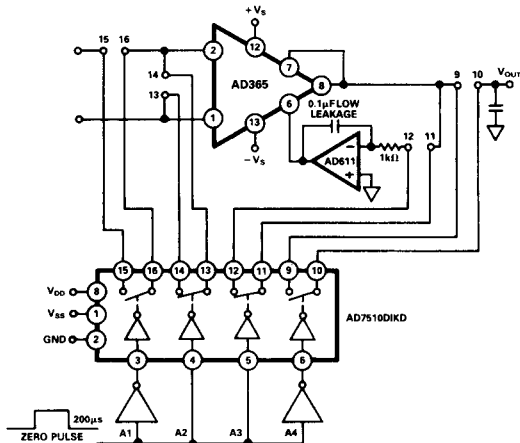 +VS
15
16
2
12
7
14
AD365
8
9
10
VOUT
13
6
0.1µFLOW
LEAKAGE
1
13
12
11
−
AD611
1kΩ
+
−VS
15
16
14
13
12
11
9
10
VDD
8
VSS
1
AD7510DIKD
GND
2
3
4
5
6
200µs
A1
A2
A3
A4
ZERO PULSE